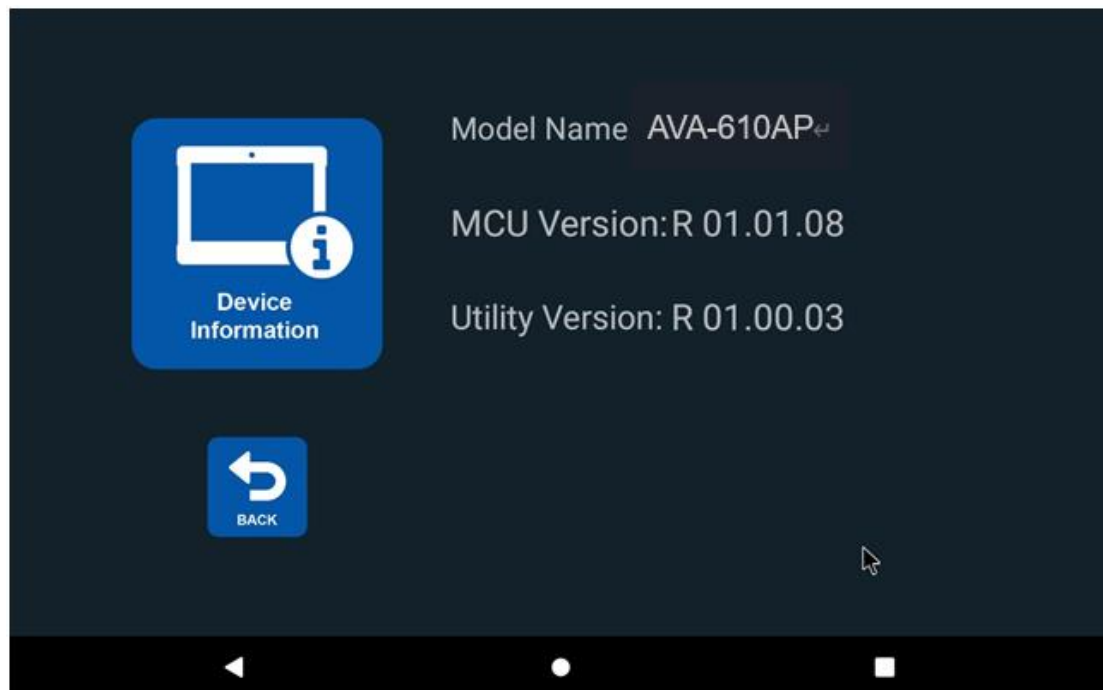 Model Name AVA-610AP↵
MCU Version: R 01.01.08
Device
Information
Utility Version: R 01.00.03
BACK